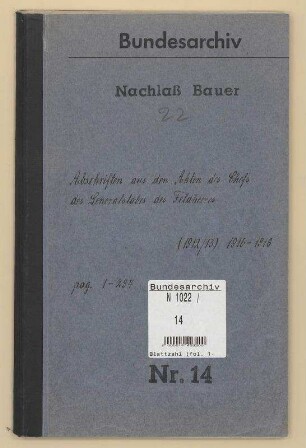 Bundesarchiv
Nachlaß Bauer
22
Abschriften aus den Akten des Chefs
des Generalstabes des Feldheeres
(1912/13) 1916-1918
pag. 1-
Bundesarchiv
N 1022 /
14
Blattzahl (fol. 1-
Nr. 14